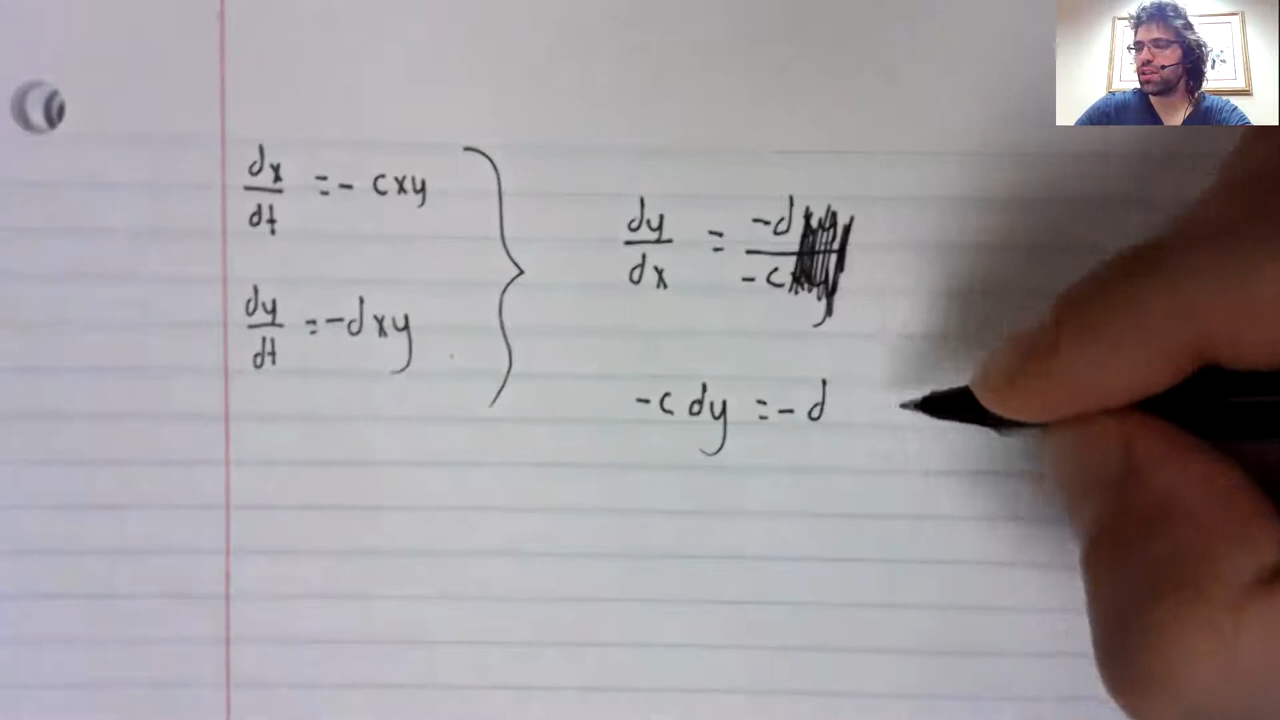 dx/dt = - cxy
dy/dt = -dxy
dy/dx = -d/-c
-c dy = - d